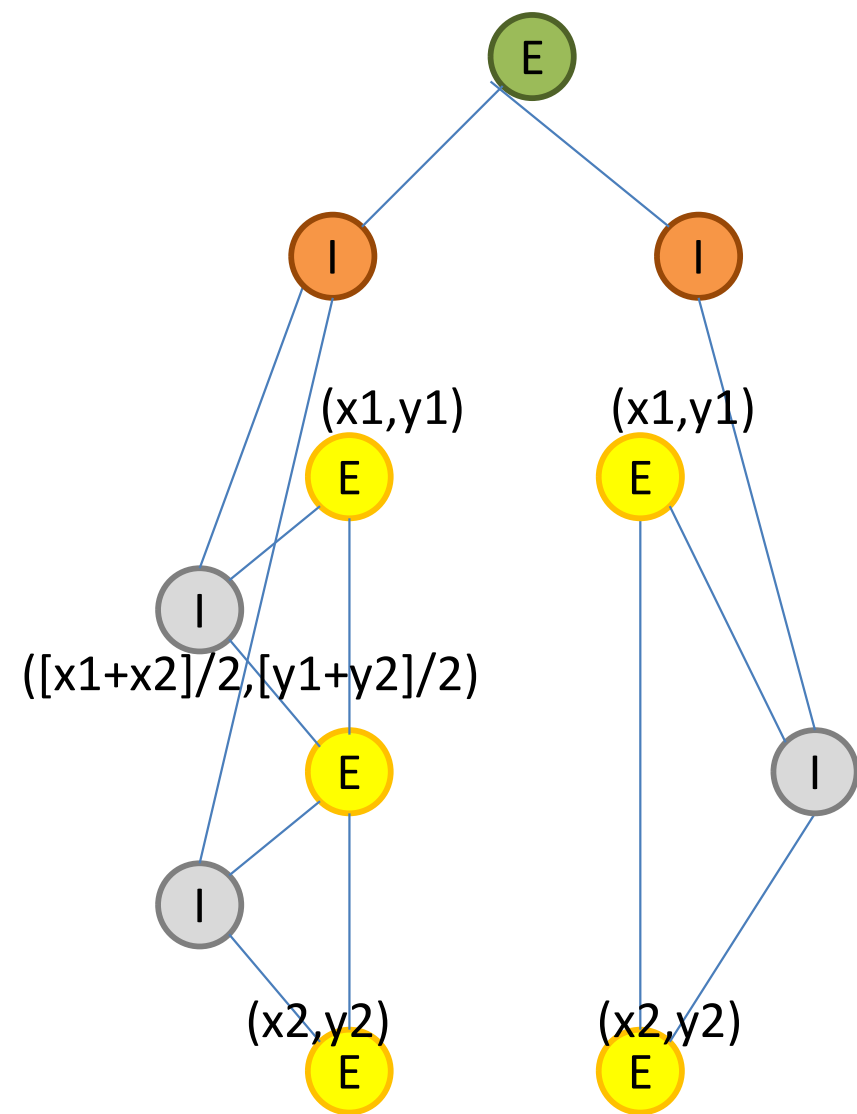 E
I
I
(x1,y1)
(x1,y1)
E
E
I
([x1+x2]/2,[y1+y2]/2)
E
I
I
(x2,y2)
(x2,y2)
E
E